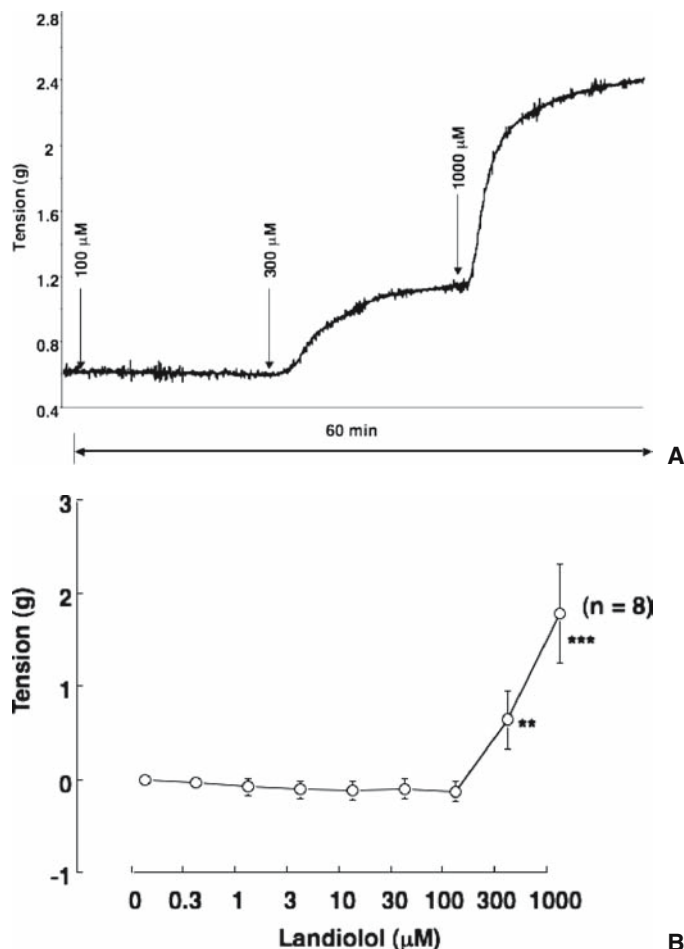 2.8
2.4
2
1.6
1.2
0.8
0.4
Tension (g)
100 µM
300 µM
1000 µM
60 min
A
3
2
1
0
-1
Tension (g)
(n = 8)
***
**
0 0.3 1 3 10 30 100 300 1000
Landiolol (µM)
B